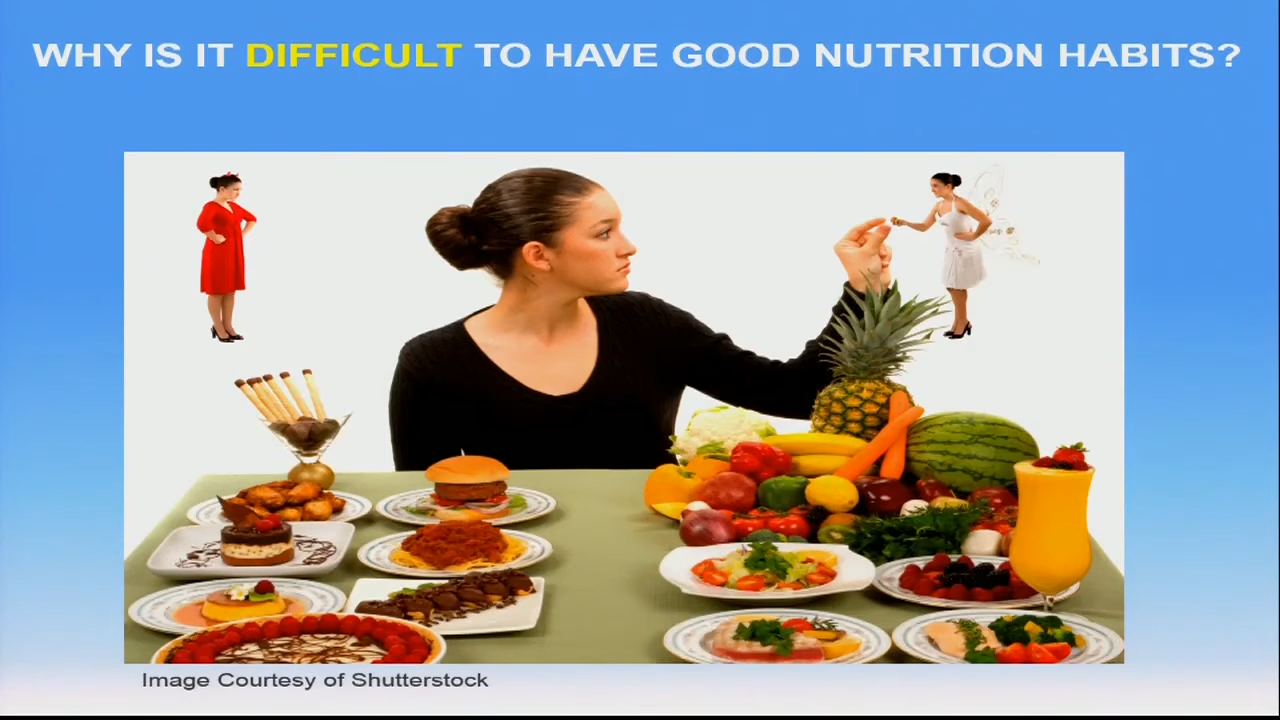 WHY IS IT DIFFICULT TO HAVE GOOD NUTRITION HABITS?
Image Courtesy of Shutterstock